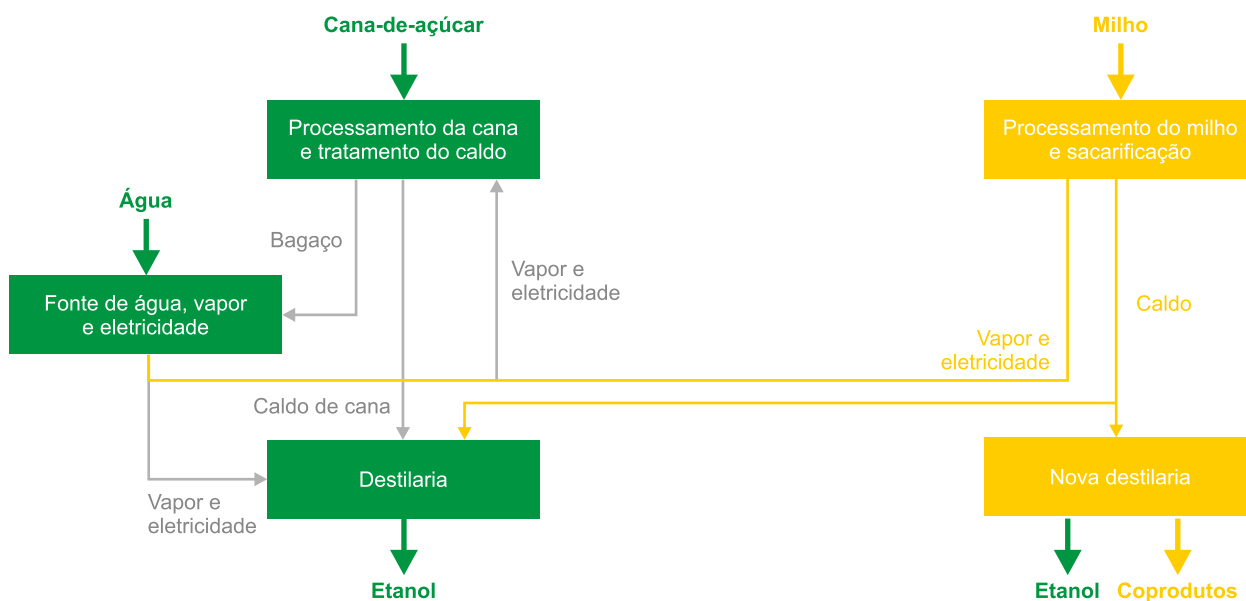 Cana-de-açúcar
Milho
Processamento da cana
e tratamento do caldo
Processamento do milho
e sacarificação
Água
Bagaço
Vapor e
eletricidade
Fonte de água, vapor
e eletricidade
Caldo
Vapor e
eletricidade
Caldo de cana
Destilaria
Nova destilaria
Vapor e
eletricidade
Etanol
Etanol
Coprodutos